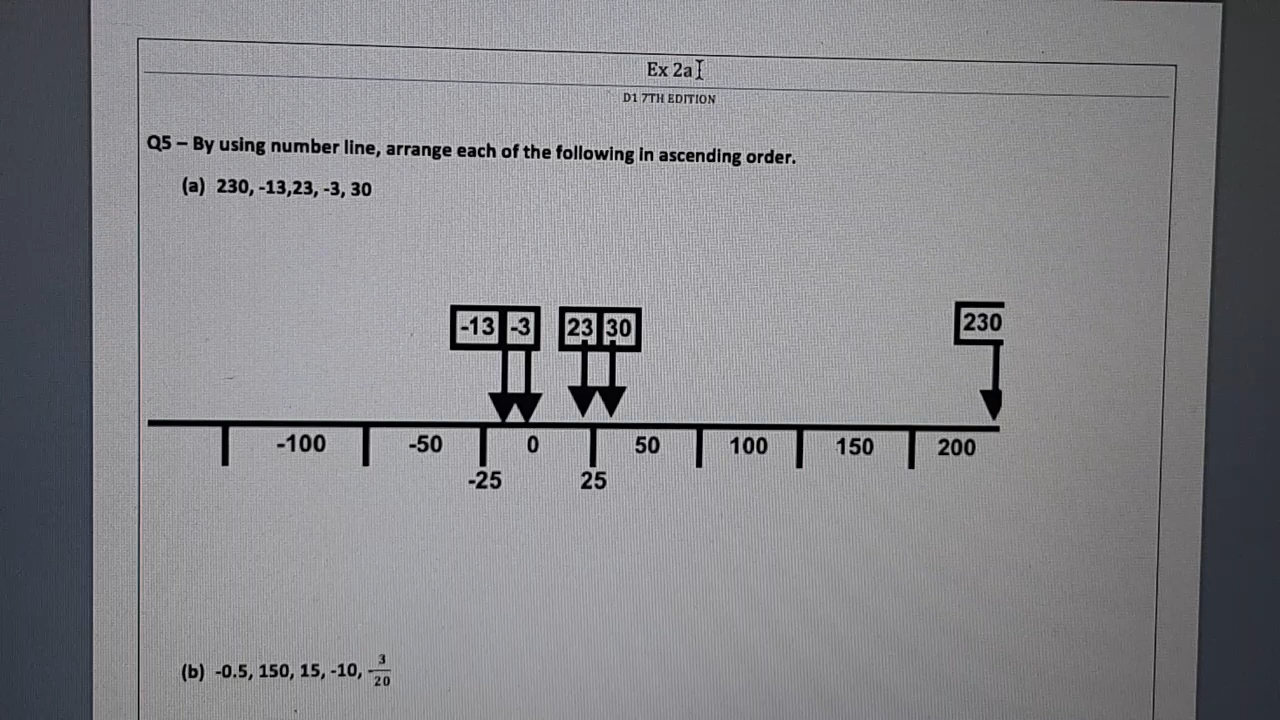 Ex 2a
D1 7TH EDITION
Q5 – By using number line, arrange each of the following in ascending order.
(a) 230, -13,23, -3, 30
-13 -3 23 30 230
-100 -50 0 50 100 150 200
-25 25
(b) -0.5, 150, 15, -10, -3/20